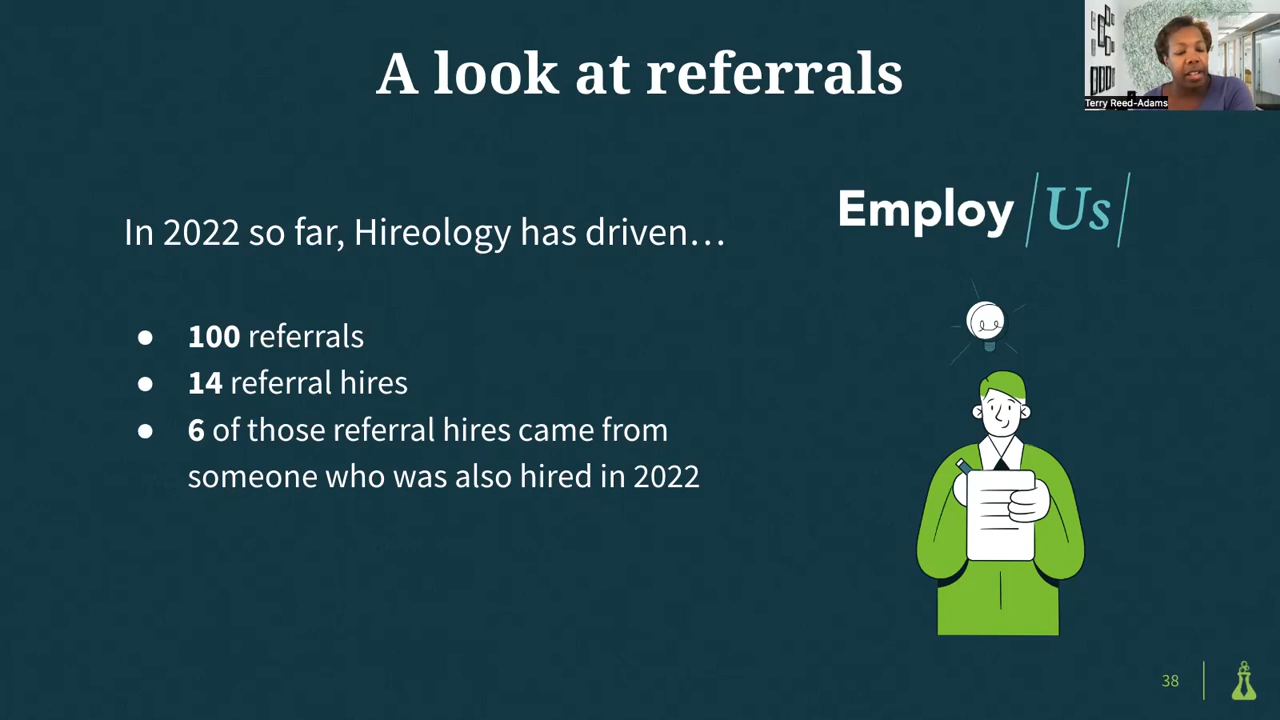 A look at referrals
Terry Reed-Adams
Employ/Us/
In 2022 so far, Hireology has driven…
● 100 referrals
● 14 referral hires
● 6 of those referral hires came from
someone who was also hired in 2022
38